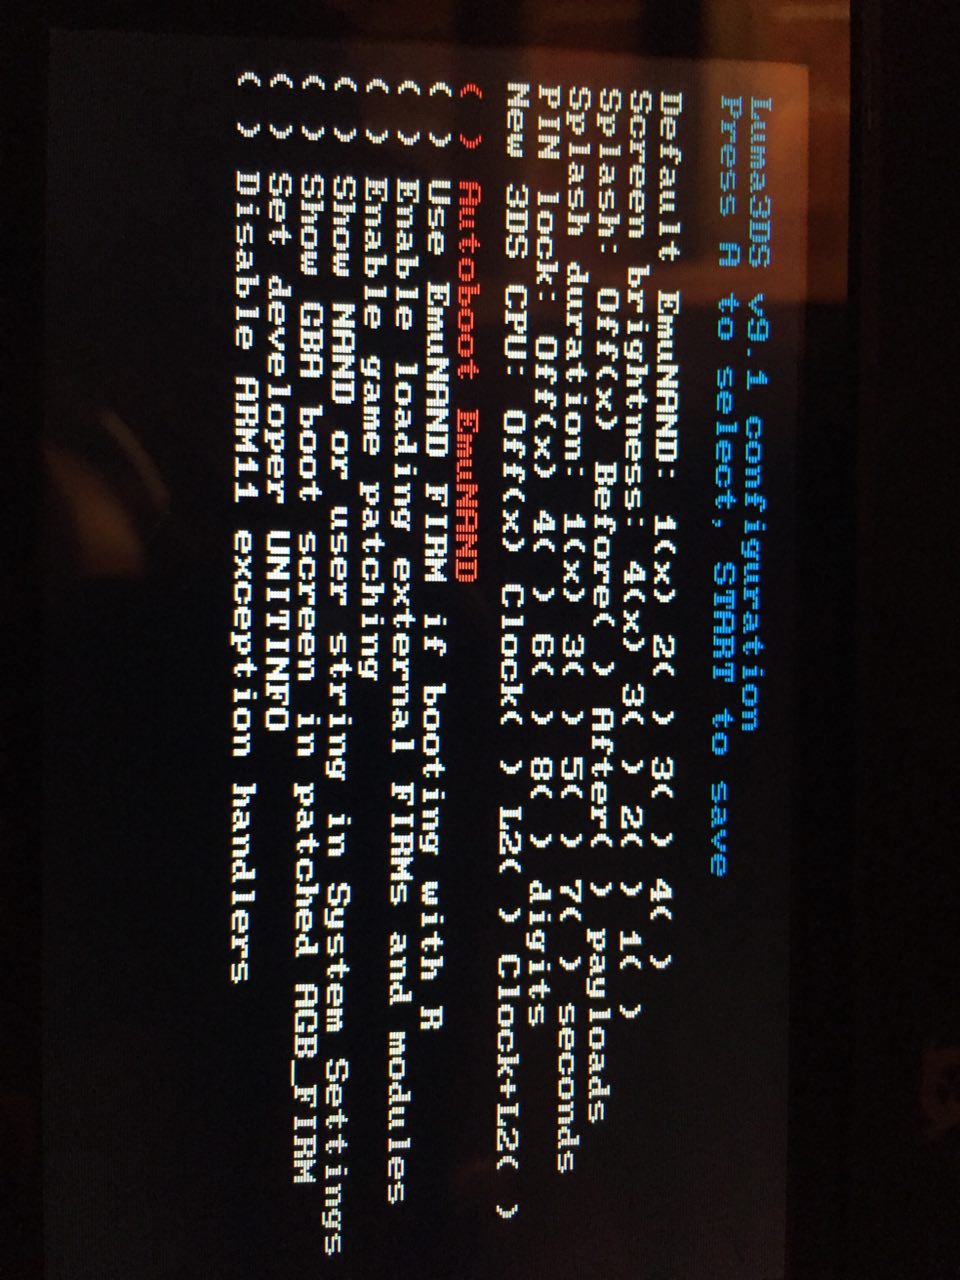 Luma3DS v9.1 configuration
Press A to select, START to save
Default EmuNAND: 1(x) 2( ) 3( ) 4( )
Screen brightness: 4(x) 3( ) 2( ) 1( )
Splash: Off(x) Before( ) After( ) payloads
Splash duration: 1(x) 3( ) 5( ) 7( ) seconds
PIN lock: Off(x) 4( ) 6( ) 8( ) digits
New 3DS CPU: Off(x) Clock( ) L2( ) Clock+L2( )
( ) Autoboot EmuNAND
( ) Use EmuNAND FIRM if booting with R
( ) Enable loading external FIRMs and modules
( ) Enable game patching
( ) Show NAND or user string in System Settings
( ) Show GBA boot screen in patched AGB_FIRM
( ) Set developer UNITINFO
( ) Disable ARM11 exception handlers